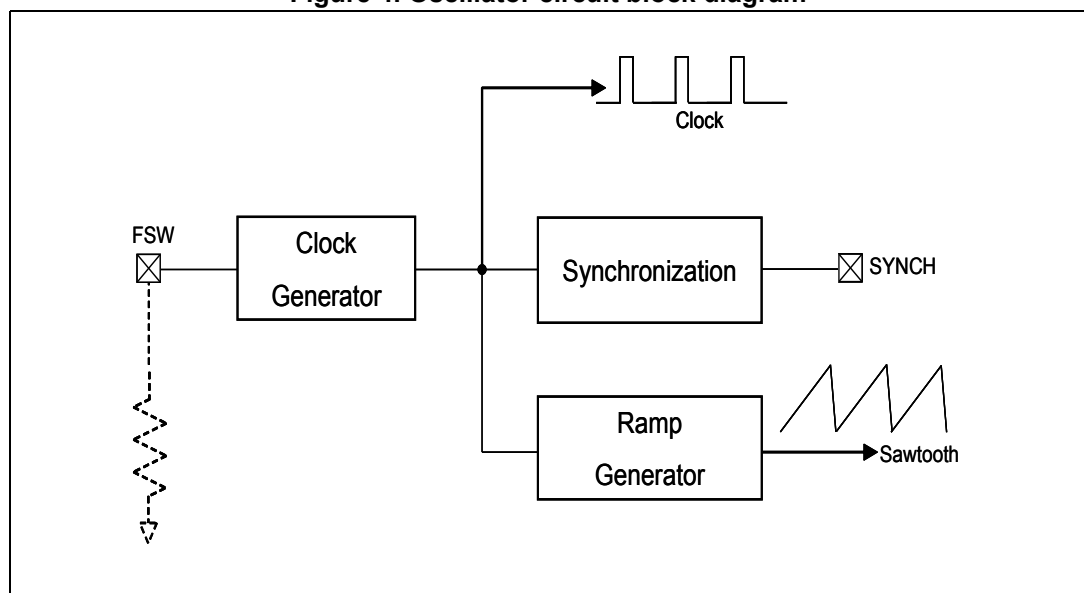 Figure 4. Oscillator circuit block diagram
Clock
FSW
Clock
Generator
Synchronization
SYNCH
Ramp
Generator
Sawtooth